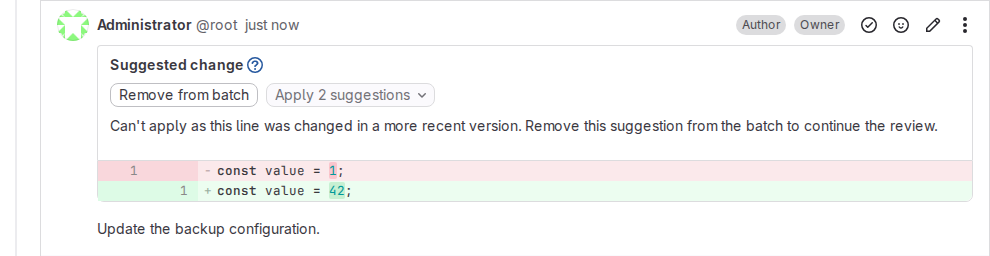 Administrator @root just now Author Owner
Suggested change
Remove from batch Apply 2 suggestions
Can't apply as this line was changed in a more recent version. Remove this suggestion from the batch to continue the review.
1 - const value = 1;
1 + const value = 42;
Update the backup configuration.